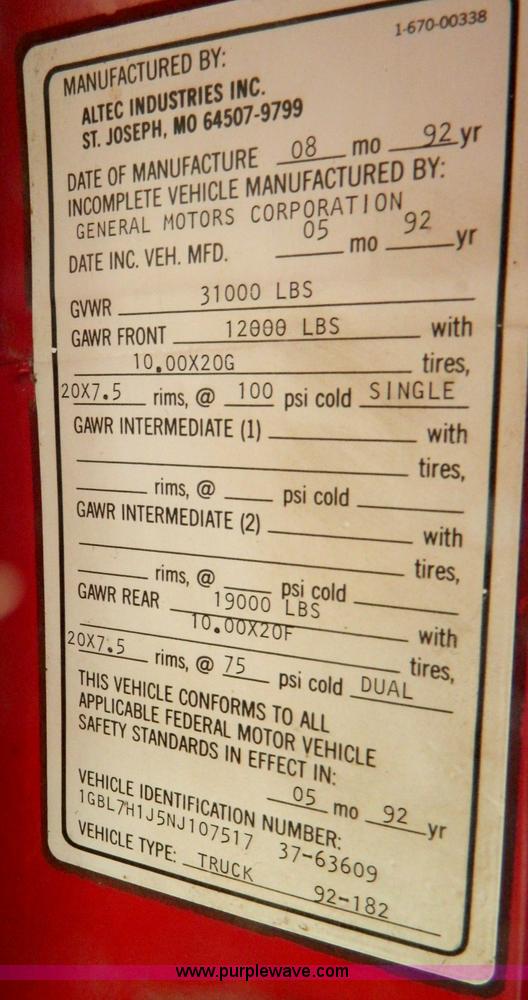 1-670-00338
MANUFACTURED BY:
ALTEC INDUSTRIES INC.
ST. JOSEPH, MO 64507-9799
DATE OF MANUFACTURE 08 mo 92 yr
INCOMPLETE VEHICLE MANUFACTURED BY:
GENERAL MOTORS CORPORATION
DATE INC. VEH. MFD. 05 mo 92 yr
GVWR 31000 LBS
GAWR FRONT 12000 LBS with
10.00X20G tires,
20X7.5 rims, @ 100 psi cold SINGLE
GAWR INTERMEDIATE (1) with
tires,
rims, @ psi cold
GAWR INTERMEDIATE (2) with
tires,
rims, @ psi cold
GAWR REAR 19000 LBS with
10.00X20F tires,
20X7.5 rims, @ 75 psi cold DUAL
THIS VEHICLE CONFORMS TO ALL
APPLICABLE FEDERAL MOTOR VEHICLE
SAFETY STANDARDS IN EFFECT IN:
05 mo 92 yr
VEHICLE IDENTIFICATION NUMBER:
1GBL7H1J5NJ107517 37-63609
VEHICLE TYPE: TRUCK 92-182
www.purplewave.com